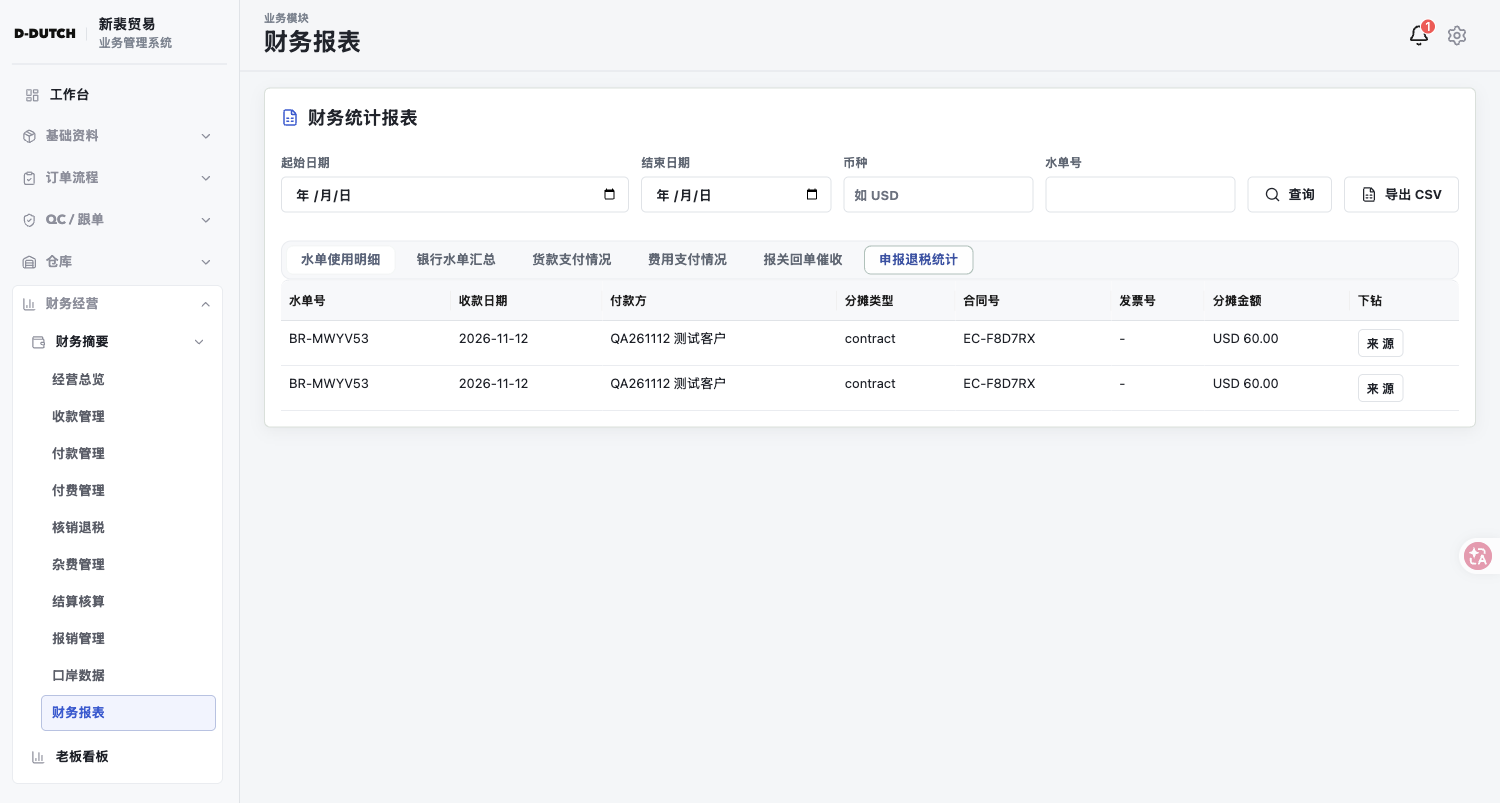 D-DUTCH
新裴贸易
业务管理系统
工作台
基础资料
订单流程
QC / 跟单
仓库
财务经营
财务摘要
经营总览
收款管理
付款管理
付费管理
核销退税
杂费管理
结算核算
报销管理
口岸数据
财务报表
老板看板
业务模块
财务报表
1
财务统计报表
起始日期 结束日期 币种 水单号
年 /月/日 年 /月/日 如 USD 查询 导出 CSV
水单使用明细 银行水单汇总 货款支付情况 费用支付情况 报关回单催收 申报退税统计
水单号 收款日期 付款方 分摊类型 合同号 发票号 分摊金额 下钻
BR-MWYV53 2026-11-12 QA261112 测试客户 contract EC-F8D7RX - USD 60.00 来 源
BR-MWYV53 2026-11-12 QA261112 测试客户 contract EC-F8D7RX - USD 60.00 来 源